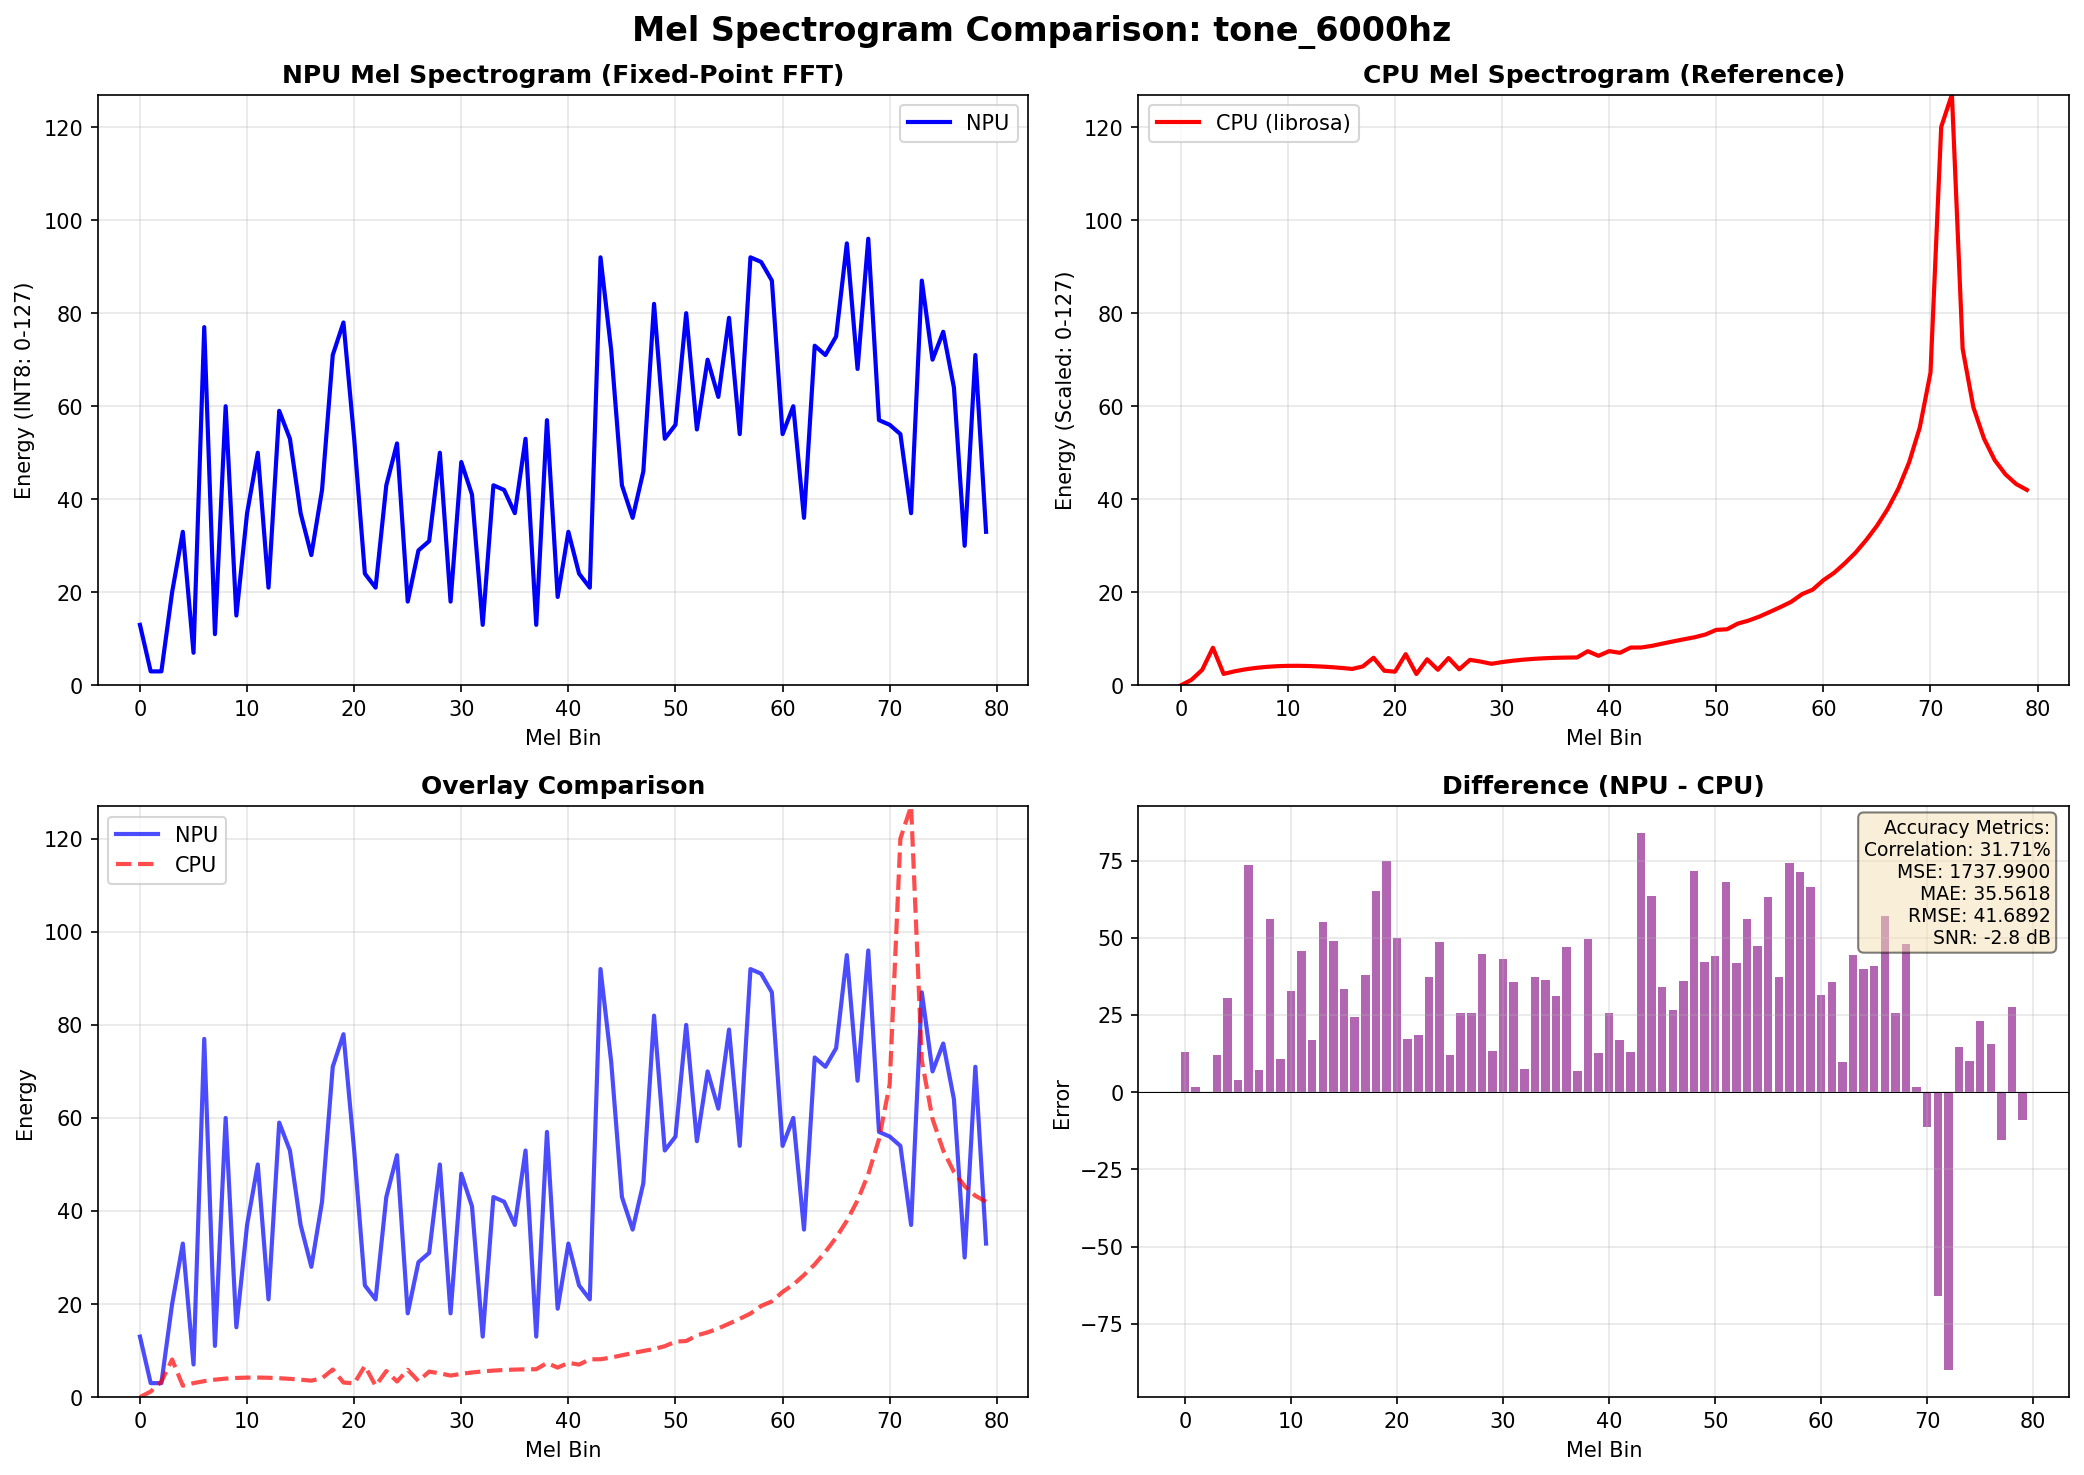 Mel Spectrogram Comparison: tone_6000hz
NPU Mel Spectrogram (Fixed-Point FFT)
NPU
Energy (INT8: 0-127)
120
100
80
60
40
20
0
0 10 20 30 40 50 60 70 80
Mel Bin
CPU Mel Spectrogram (Reference)
CPU (librosa)
Energy (Scaled: 0-127)
120
100
80
60
40
20
0
0 10 20 30 40 50 60 70 80
Mel Bin
Overlay Comparison
NPU
CPU
Energy
120
100
80
60
40
20
0
0 10 20 30 40 50 60 70 80
Mel Bin
Difference (NPU - CPU)
Accuracy Metrics:
Correlation: 31.71%
MSE: 1737.9900
MAE: 35.5618
RMSE: 41.6892
SNR: -2.8 dB
Error
75
50
25
0
−25
−50
−75
0 10 20 30 40 50 60 70 80
Mel Bin